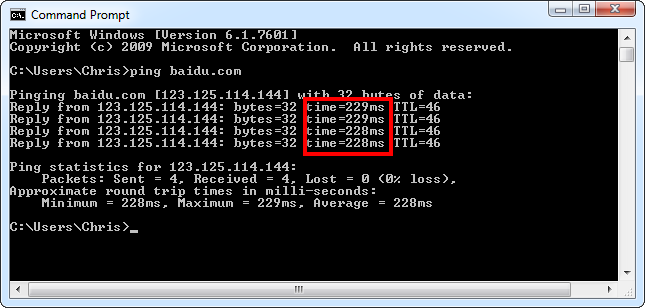 Command Prompt
Microsoft Windows [Version 6.1.7601]
Copyright (c) 2009 Microsoft Corporation.  All rights reserved.
C:\Users\Chris>ping baidu.com
Pinging baidu.com [123.125.114.144] with 32 bytes of data:
Reply from 123.125.114.144: bytes=32 time=229ms TTL=46
Reply from 123.125.114.144: bytes=32 time=229ms TTL=46
Reply from 123.125.114.144: bytes=32 time=228ms TTL=46
Reply from 123.125.114.144: bytes=32 time=228ms TTL=46
Ping statistics for 123.125.114.144:
    Packets: Sent = 4, Received = 4, Lost = 0 (0% loss),
Approximate round trip times in milli-seconds:
    Minimum = 228ms, Maximum = 229ms, Average = 228ms
C:\Users\Chris>_